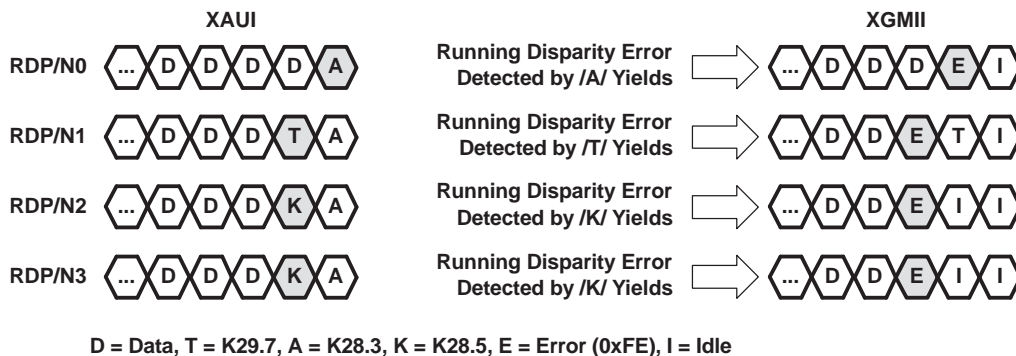 XAUI XGMII
RDP/N0 ... D D D D A Running Disparity Error Detected by /A/ Yields ... D D D E I
RDP/N1 ... D D D T A Running Disparity Error Detected by /T/ Yields ... D D E T I
RDP/N2 ... D D D K A Running Disparity Error Detected by /K/ Yields ... D D E I I
RDP/N3 ... D D D K A Running Disparity Error Detected by /K/ Yields ... D D E I I
D = Data, T = K29.7, A = K28.3, K = K28.5, E = Error (0xFE), I = Idle